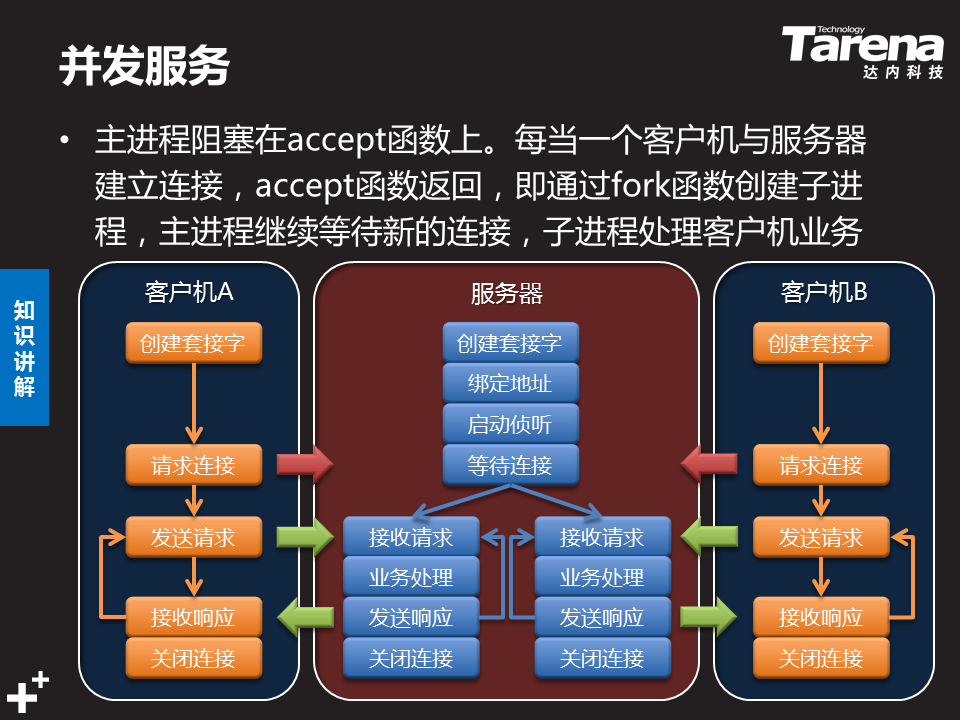 Technology
Tarena
达内科技
并发服务
• 主进程阻塞在accept函数上。每当一个客户机与服务器
建立连接，accept函数返回，即通过fork函数创建子进
程，主进程继续等待新的连接，子进程处理客户机业务
知识讲解
客户机A
创建套接字
请求连接
发送请求
接收响应
关闭连接
服务器
创建套接字
绑定地址
启动侦听
等待连接
接收请求
业务处理
发送响应
关闭连接
接收请求
业务处理
发送响应
关闭连接
客户机B
创建套接字
请求连接
发送请求
接收响应
关闭连接